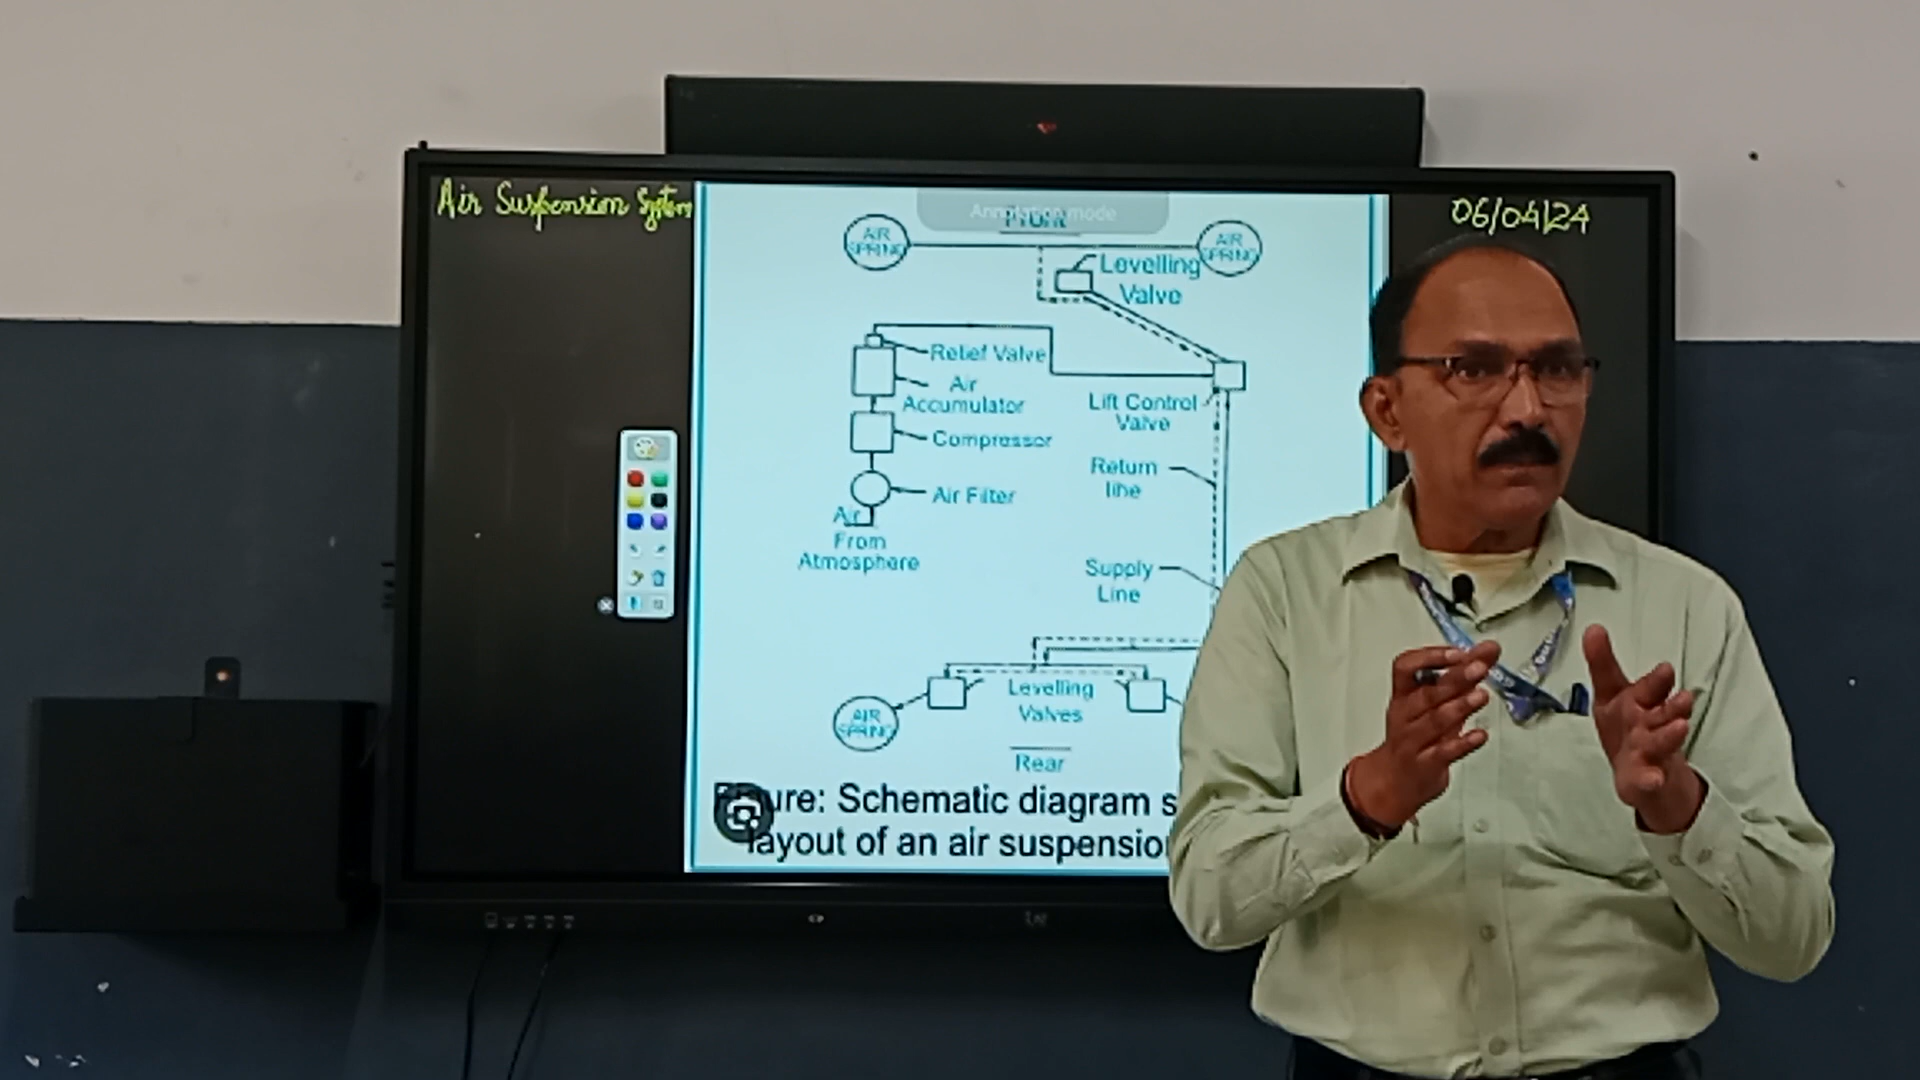 Air Suspension System
06/04/24
Annotation mode
Front
AIR
SPRING
AIR
SPRING
Levelling
Valve
Relief Valve
Air
Accumulator
Lift Control
Valve
Compressor
Return
line
Air Filter
Air
From
Atmosphere
Supply
Line
Levelling
Valves
AIR
SPRING
Rear
Figure: Schematic diagram s
layout of an air suspension